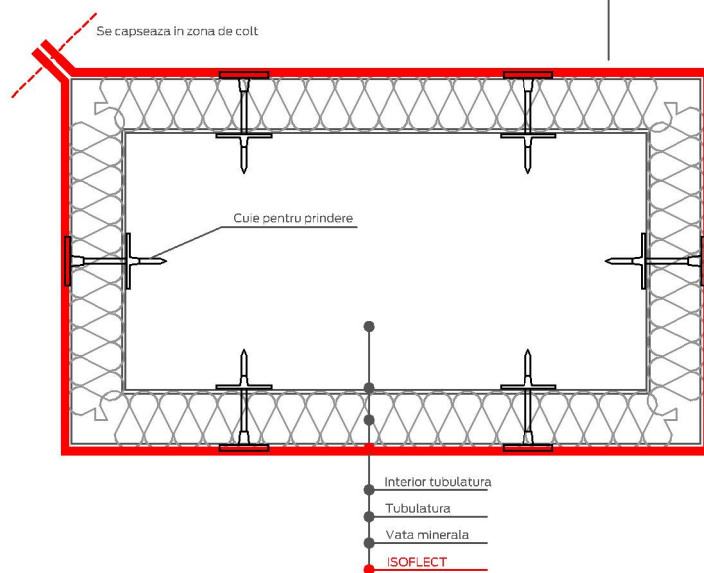 Se capseaza in zona de colt
Cuie pentru prindere
Interior tubulatura
Tubulatura
Vata minerala
ISOFLECT